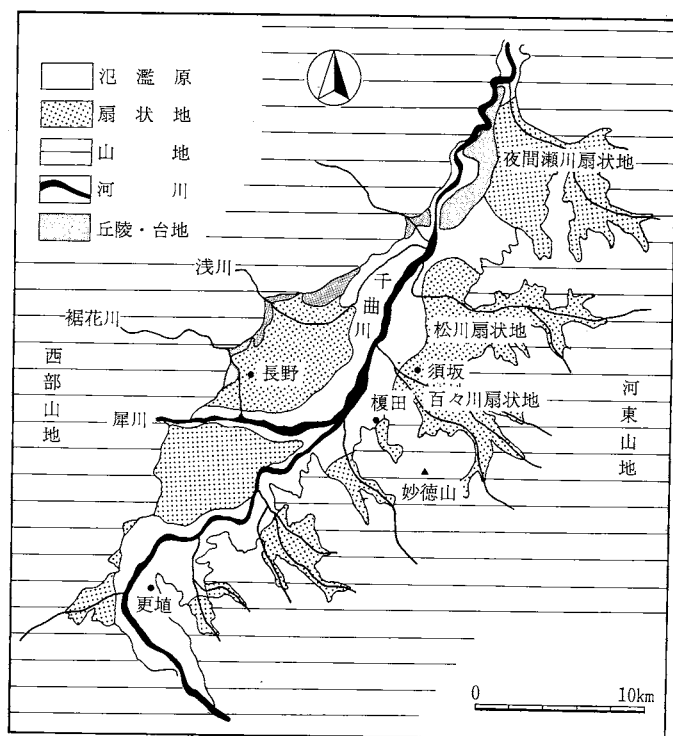 氾濫原
扇状地
山地
河川
丘陵・台地
夜間瀬川扇状地
浅川
千曲川
裾花川
松川扇状地
西部山地
長野
須坂
百々川扇状地
榎田
犀川
河東山地
妙徳山
更埴
0 10km